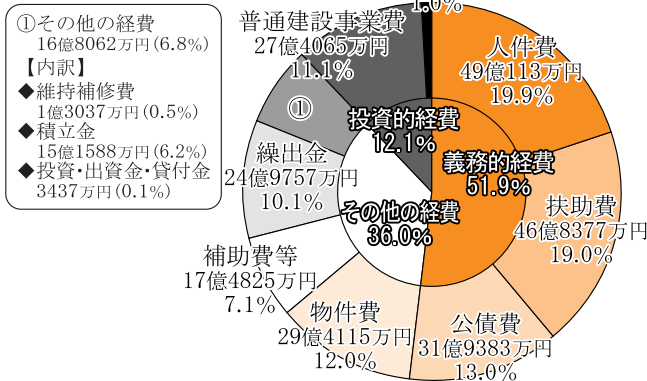 ①その他の経費
16億8062万円(6.8%)
【内訳】
◆維持補修費
1億3037万円(0.5%)
◆積立金
15億1588万円(6.2%)
◆投資・出資金・貸付金
3437万円(0.1%)
1.0%
普通建設事業費
27億4065万円
11.1%
人件費
49億113万円
19.9%
①
投資的経費
12.1%
義務的経費
51.9%
繰出金
24億9757万円
10.1%
その他の経費
36.0%
扶助費
46億8377万円
19.0%
補助費等
17億4825万円
7.1%
物件費
29億4115万円
12.0%
公債費
31億9383万円
13.0%